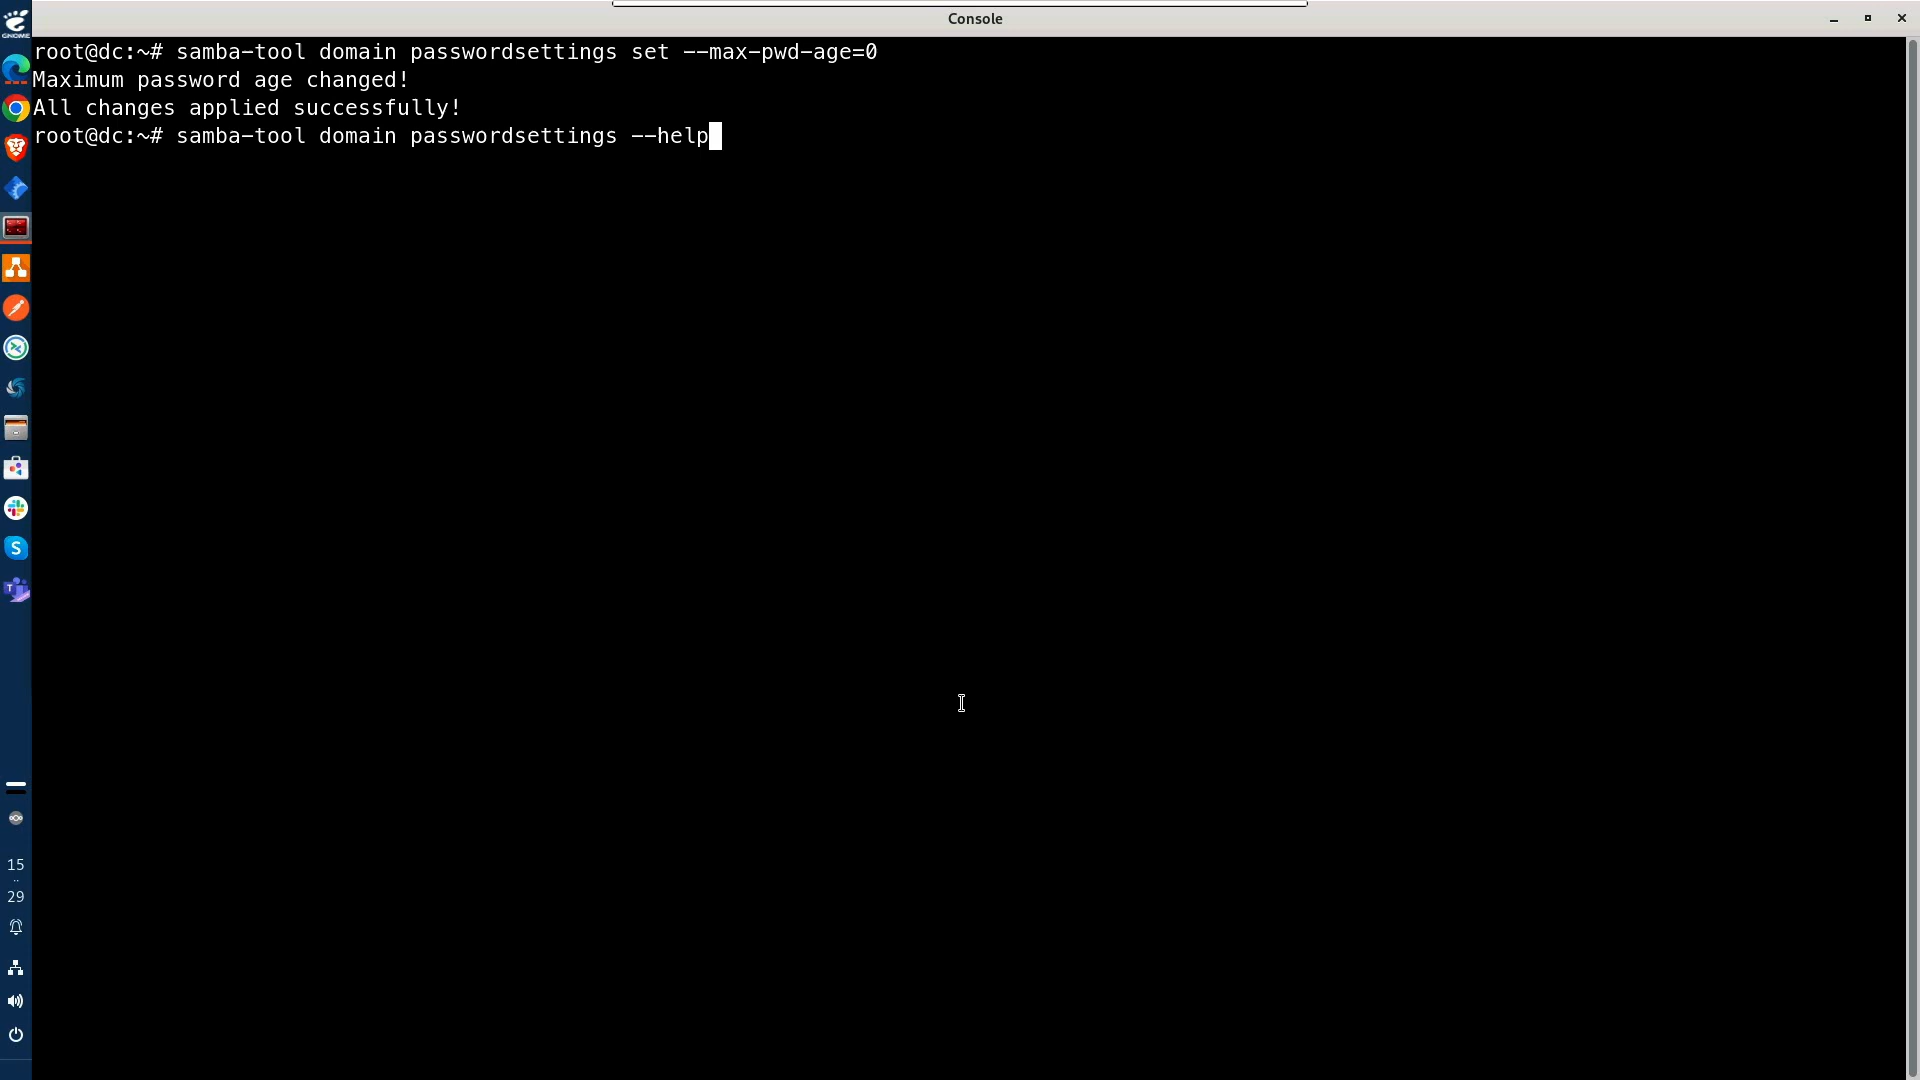 Console
root@dc:~# samba-tool domain passwordsettings set --max-pwd-age=0
Maximum password age changed!
All changes applied successfully!
root@dc:~# samba-tool domain passwordsettings --help
GNOME
S
T
15
..
29